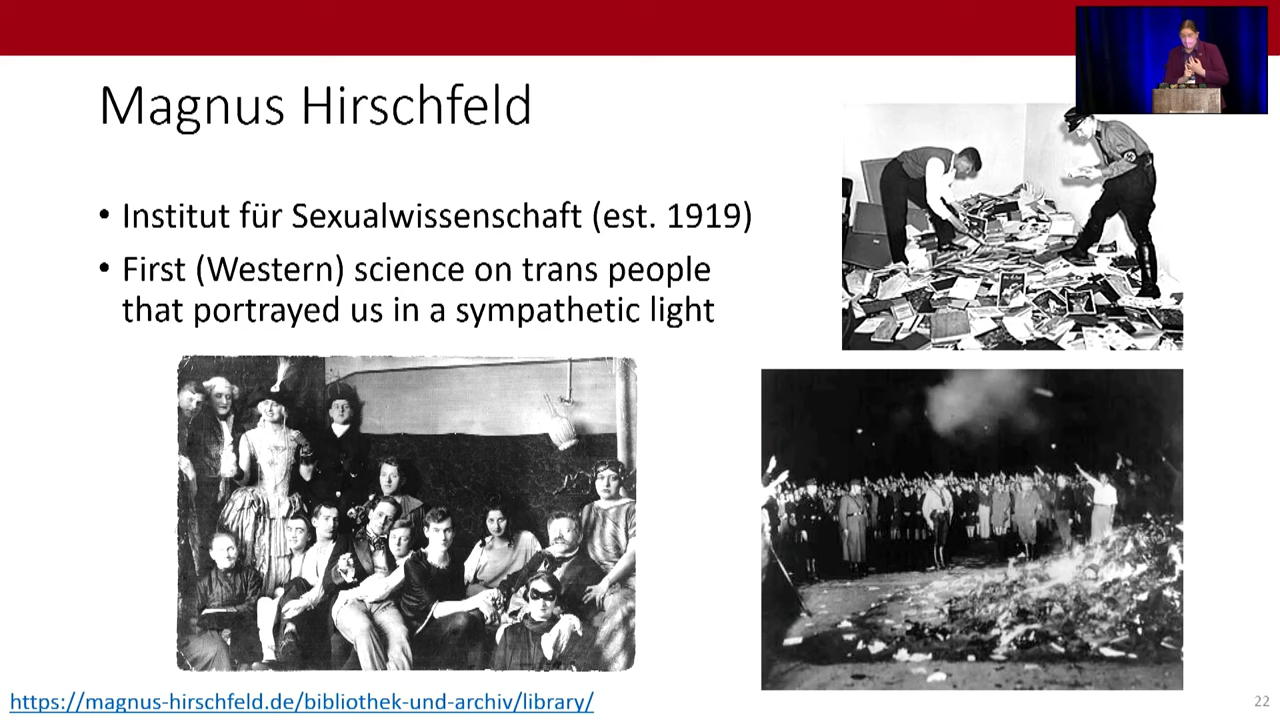 Magnus Hirschfeld
• Institut für Sexualwissenschaft (est. 1919)
• First (Western) science on trans people
that portrayed us in a sympathetic light
https://magnus-hirschfeld.de/bibliothek-und-archiv/library/
22